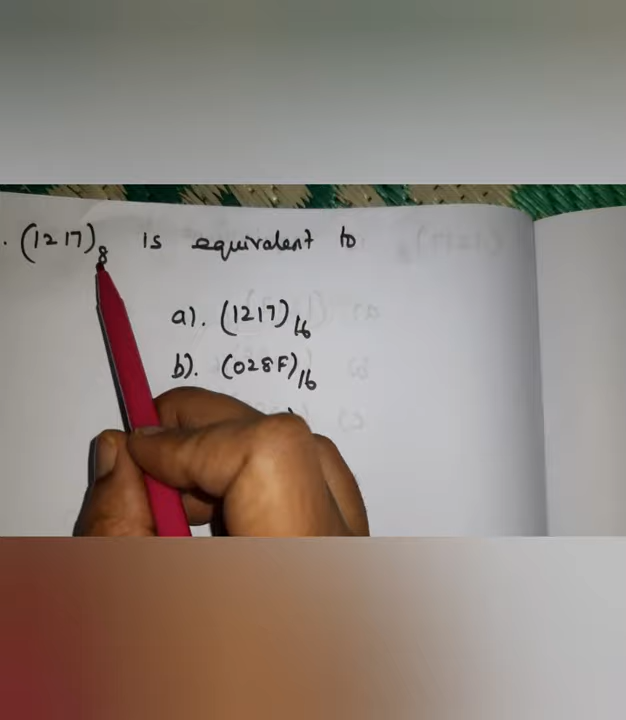 . (1217)₈ is equivalent to
a). (1217)₁₆
b). (028F)₁₆